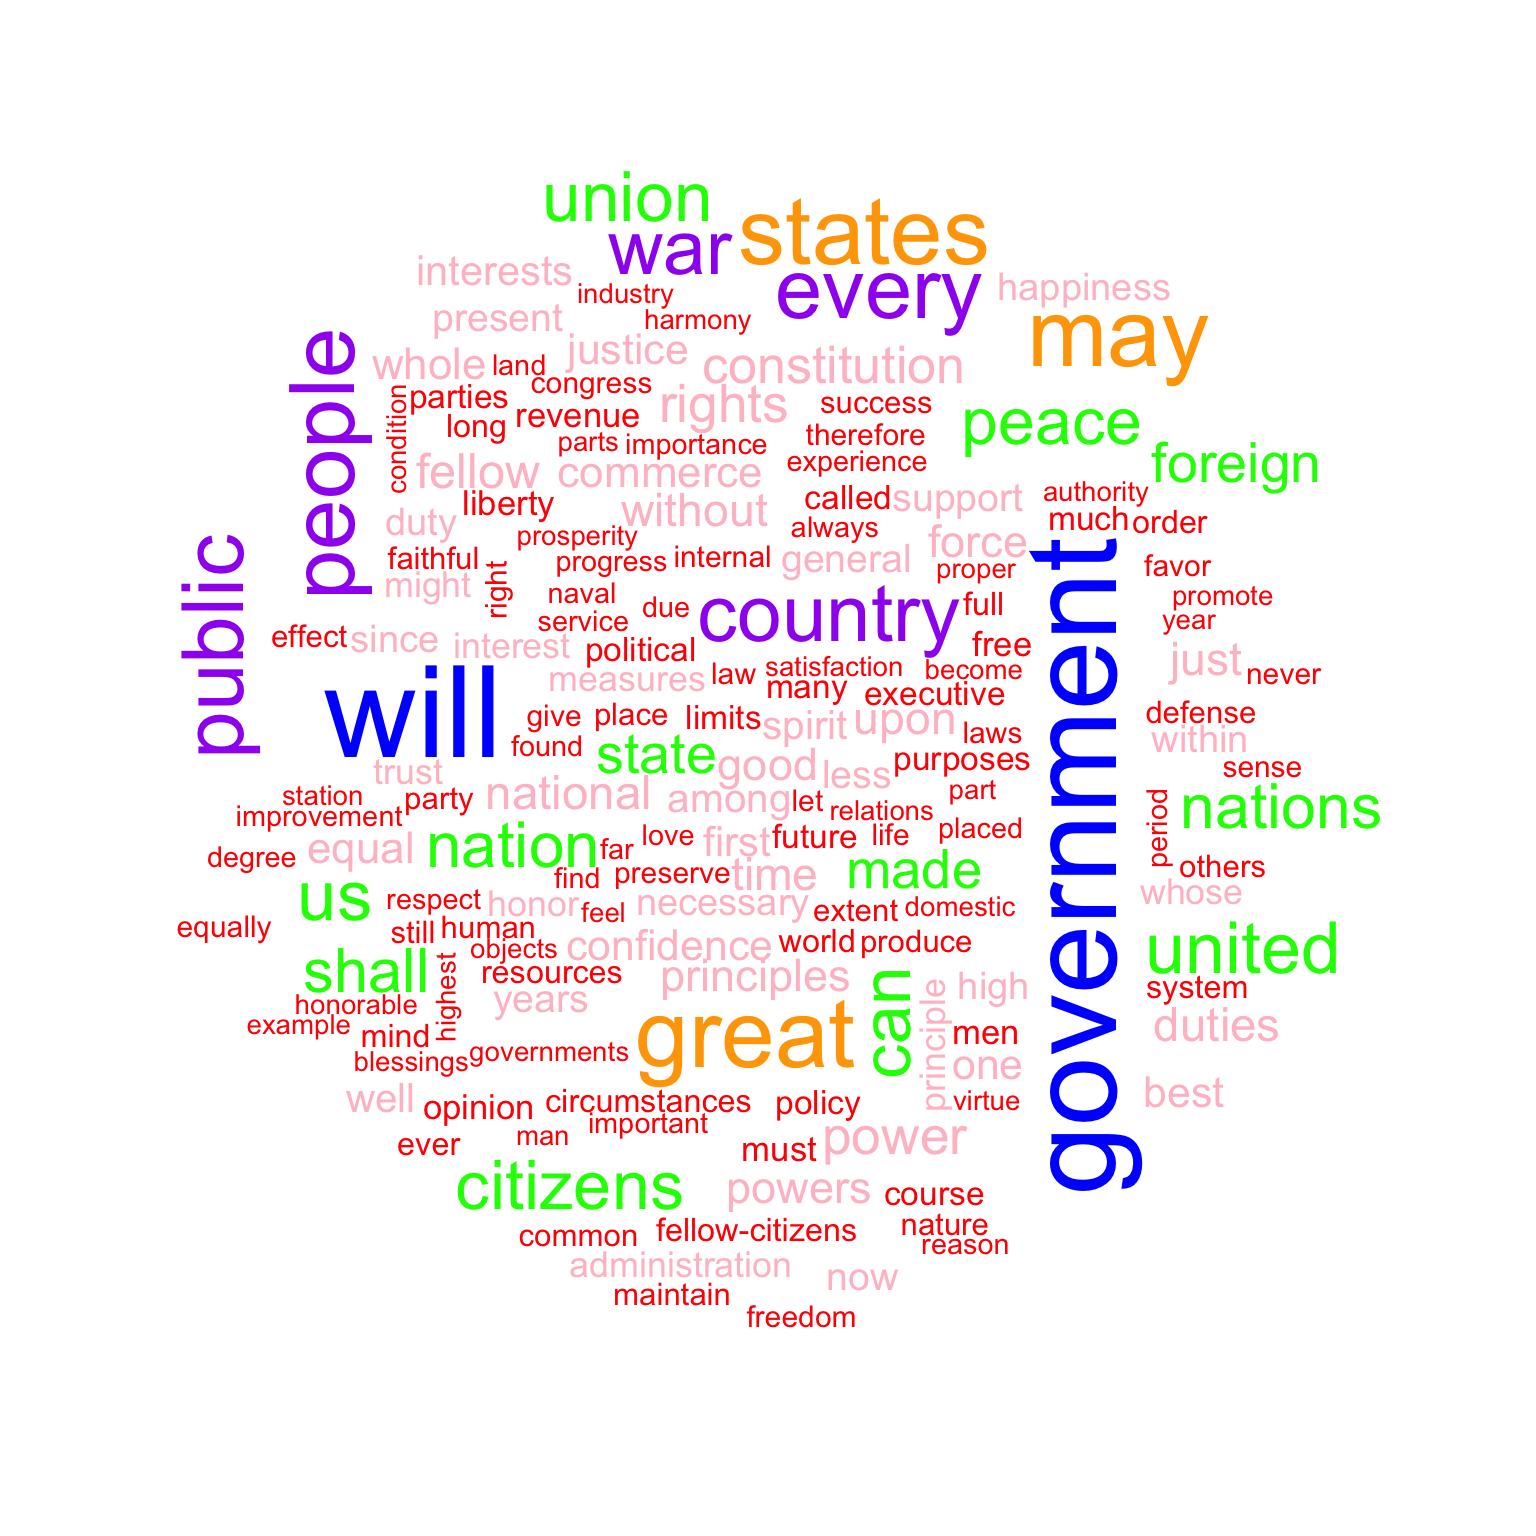 union
states
war
every
interests
happiness
industry
present
harmony
may
people
justice
whole
land
constitution
congress
condition
parties
rights
success
revenue
peace
long
therefore
parts
importance
foreign
experience
fellow
commerce
liberty
called
support
authority
without
much
order
duty
always
public
prosperity
force
government
faithful
progress
internal
general
proper
favor
might
right
naval
promote
service
due
country
full
year
effect
since
interest
political
free
just
measures
law
satisfaction
become
never
many
executive
will
give
place
limits
spirit
upon
defense
found
laws
within
state
good
less
purposes
sense
trust
station
party
national
among
let
relations
part
nations
improvement
period
nation
far
love
first
future
life
placed
degree
equal
others
find
preserve
time
made
whose
us
respect
honor
feel
necessary
extent
domestic
equally
still
human
objects
confidence
world
produce
united
shall
highest
resources
principles
can
principle
high
system
honorable
years
example
mind
great
men
duties
blessings
governments
one
well
opinion
circumstances
policy
virtue
best
important
ever
man
must
power
citizens
powers
course
common
fellow-citizens
nature
reason
administration
now
maintain
freedom